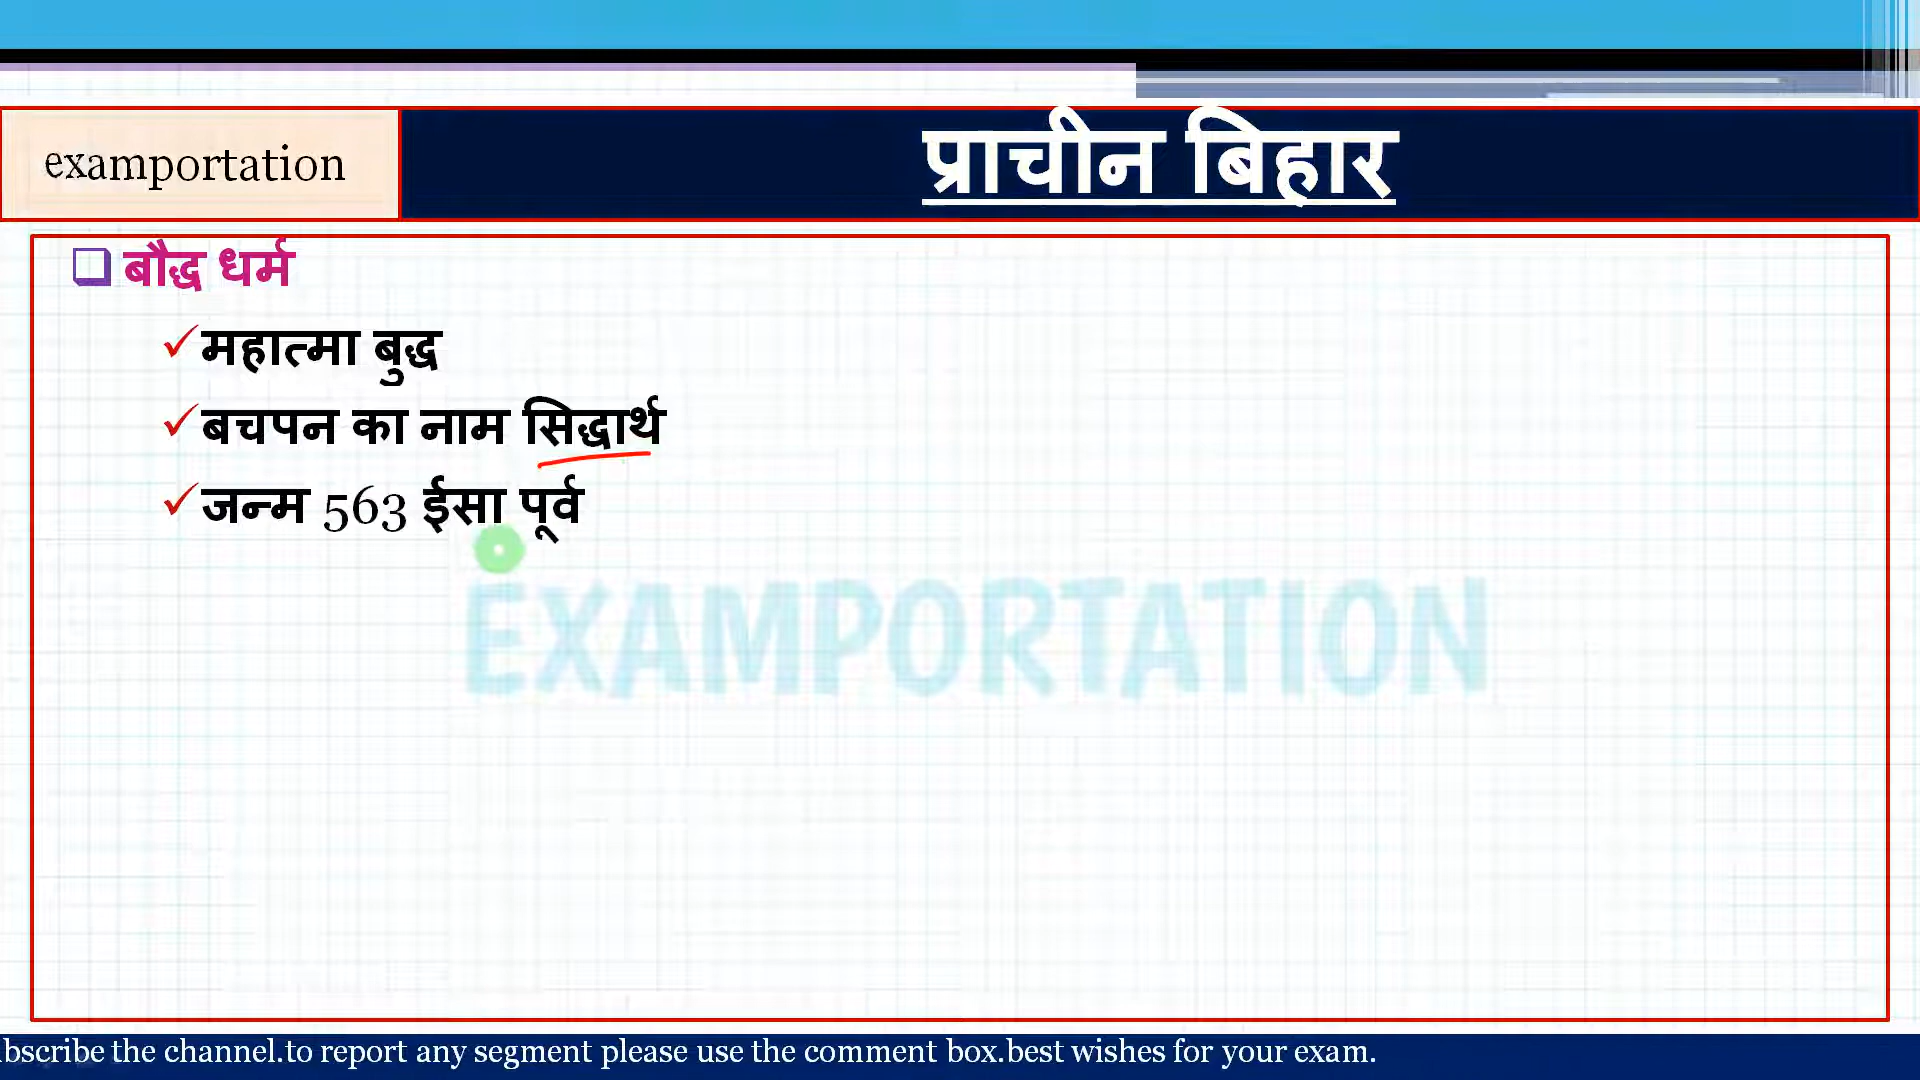 examportation
प्राचीन बिहार
बौद्ध धर्म
महात्मा बुद्ध
बचपन का नाम सिद्धार्थ
जन्म 563 ईसा पूर्व
EXAMPORTATION
bscribe the channel.to report any segment please use the comment box.best wishes for your exam.